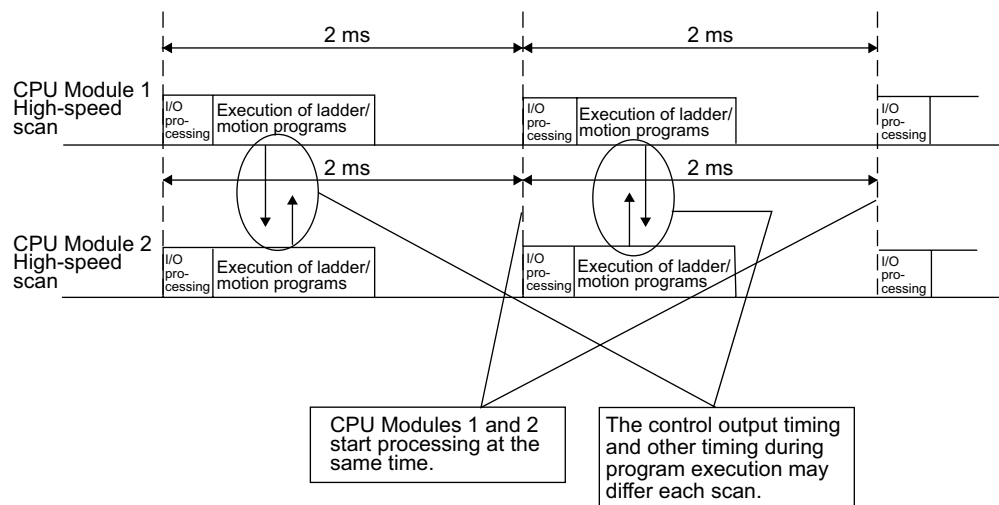 2 ms
2 ms
CPU Module 1
High-speed
scan
I/O
pro-
cessing
Execution of ladder/
motion programs
I/O
pro-
cessing
Execution of ladder/
motion programs
I/O
pro-
cessing
2 ms
2 ms
CPU Module 2
High-speed
scan
I/O
pro-
cessing
Execution of ladder/
motion programs
I/O
pro-
cessing
Execution of ladder/
motion programs
I/O
pro-
cessing
CPU Modules 1 and 2
start processing at the
same time.
The control output timing
and other timing during
program execution may
differ each scan.